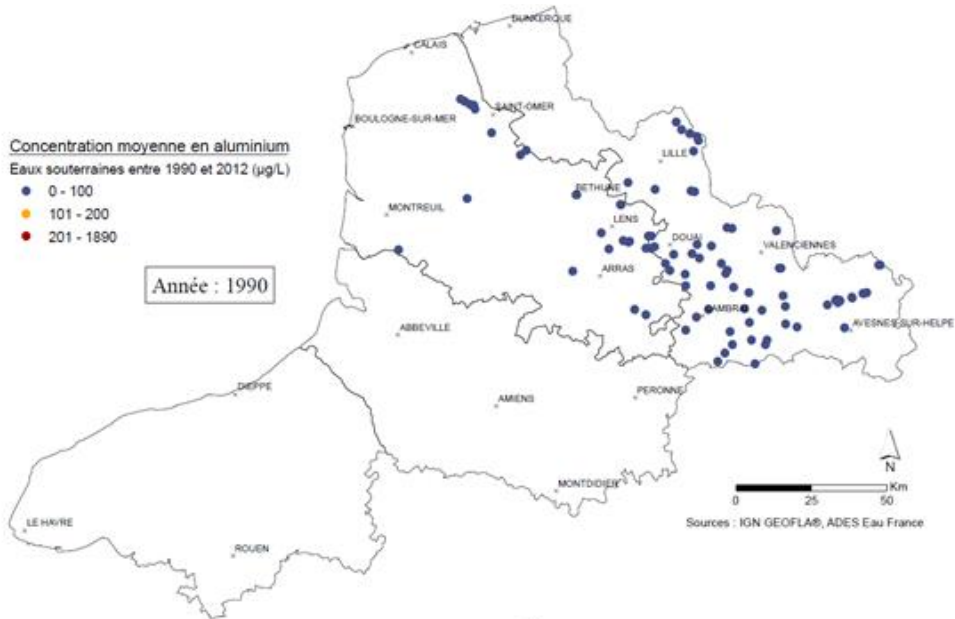 DUNKERQUE
CALAIS
SAINT-OMER
BOULOGNE-SUR-MER
Concentration moyenne en aluminium
Eaux souterraines entre 1990 et 2012 (µg/L)
0 - 100
101 - 200
201 - 1890
LILLE
BETHUNE
MONTREUIL
LENS
DOUAI
VALENCIENNES
Année : 1990
ARRAS
CAMBRAI
ABBEVILLE
AVESNES-SUR-HELPE
DIEPPE
PERONNE
AMIENS
N
MONTDIDIER
Km
0 25 50
Sources : IGN GEOFLA®, ADES Eau France
LE HAVRE
ROUEN